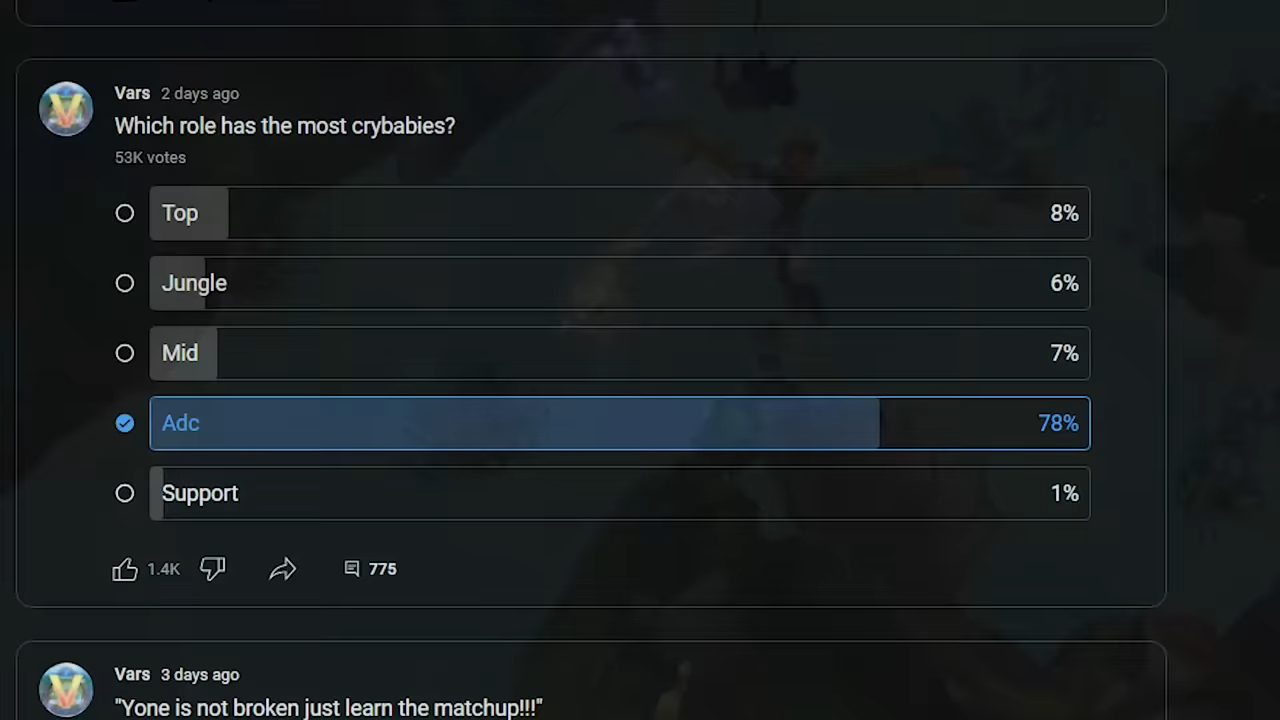 Vars 2 days ago
Which role has the most crybabies?
53K votes
Top 8%
Jungle 6%
Mid 7%
Adc 78%
Support 1%
1.4K 775
Vars 3 days ago
"Yone is not broken just learn the matchup!!!"